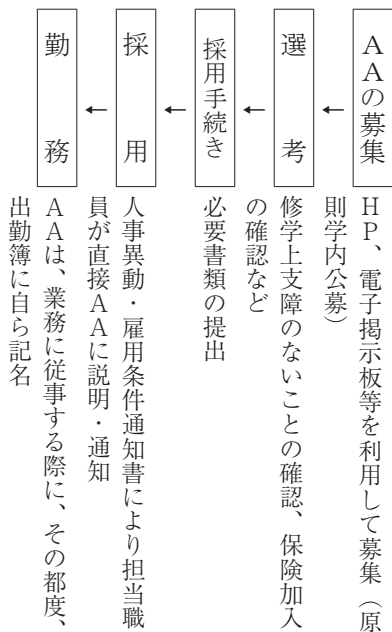 AAの募集
HP、電子掲示板等を利用して募集（原
則学内公募）
←
選考
修学上支障のないことの確認、保険加入
の確認など
←
採用手続き
必要書類の提出
←
採用
人事異動・雇用条件通知書により担当職
員が直接AAに説明・通知
←
勤務
AAは、業務に従事する際に、その都度、
出勤簿に自ら記名